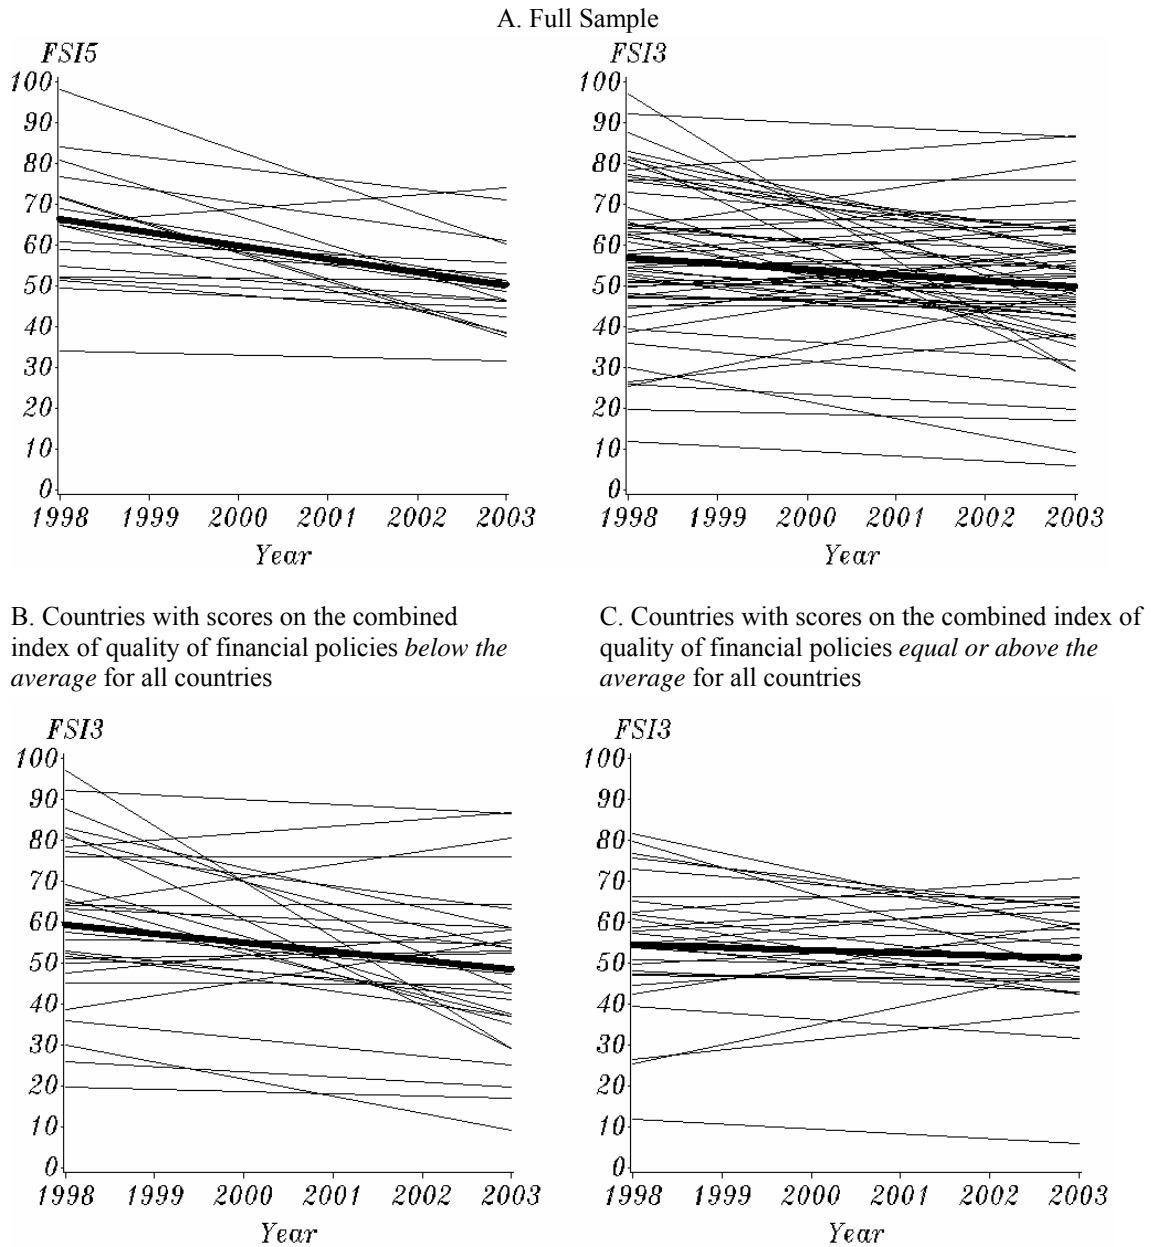 A. Full Sample
FSI5
100
90
80
70
60
50
40
30
20
10
0
1998 1999 2000 2001 2002 2003
Year
FSI3
100
90
80
70
60
50
40
30
20
10
0
1998 1999 2000 2001 2002 2003
Year
B. Countries with scores on the combined
index of quality of financial policies below the
average for all countries
FSI3
100
90
80
70
60
50
40
30
20
10
0
1998 1999 2000 2001 2002 2003
Year
C. Countries with scores on the combined index of
quality of financial policies equal or above the
average for all countries
FSI3
100
90
80
70
60
50
40
30
20
10
0
1998 1999 2000 2001 2002 2003
Year